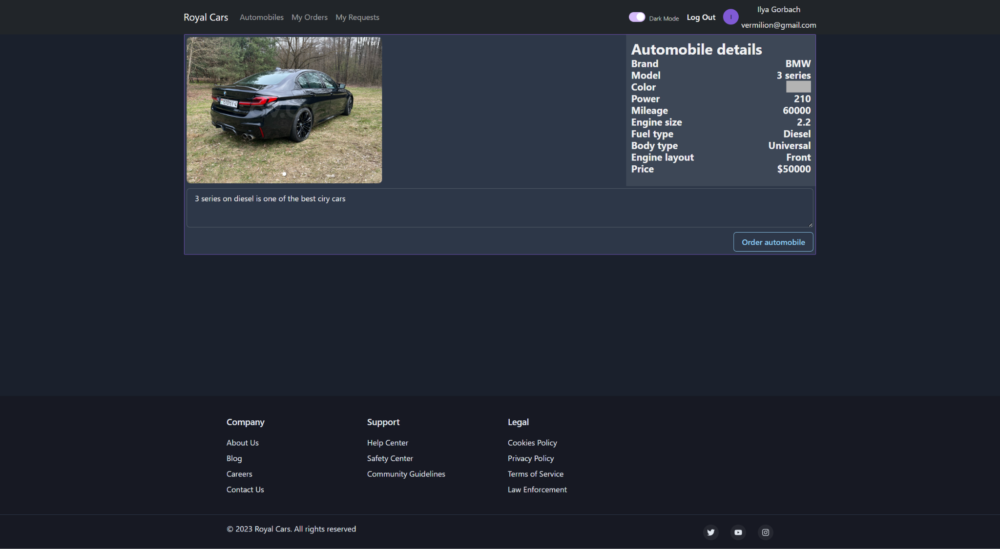 Royal Cars Automobiles My Orders My Requests Dark Mode Log Out I Ilya Gorbach
vermilion@gmail.com
1 of 1
Automobile details
Brand BMW
Model 3 series
Color
Power 210
Mileage 60000
Engine size 2.2
Fuel type Diesel
Body type Universal
Engine layout Front
Price $50000
3 series on diesel is one of the best ciry cars
Order automobile
Company Support Legal
About Us Help Center Cookies Policy
Blog Safety Center Privacy Policy
Careers Community Guidelines Terms of Service
Contact Us Law Enforcement
© 2023 Royal Cars. All rights reserved